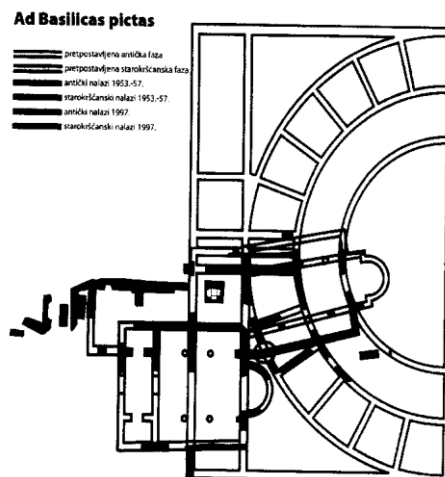 Ad Basilicas pictas
pretpostavljena antička faza
pretpostavljena starokršćanska faza
antički nalazi 1953.-57.
starokršćanski nalazi 1953.-57.
antički nalazi 1997.
starokršćanski nalazi 1997.